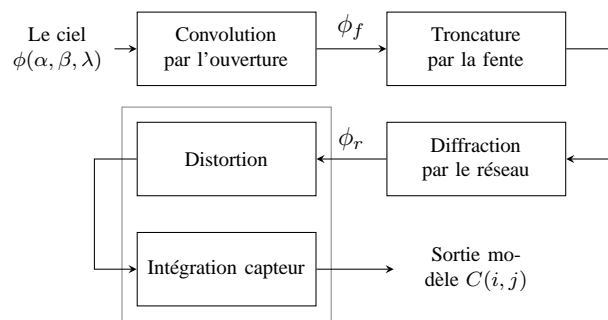 Le ciel
ϕ(α, β, λ)
Convolution
par l'ouverture
ϕ_f
Troncature
par la fente
Distortion
ϕ_r
Diffraction
par le réseau
Intégration capteur
Sortie mo-
dèle C(i, j)